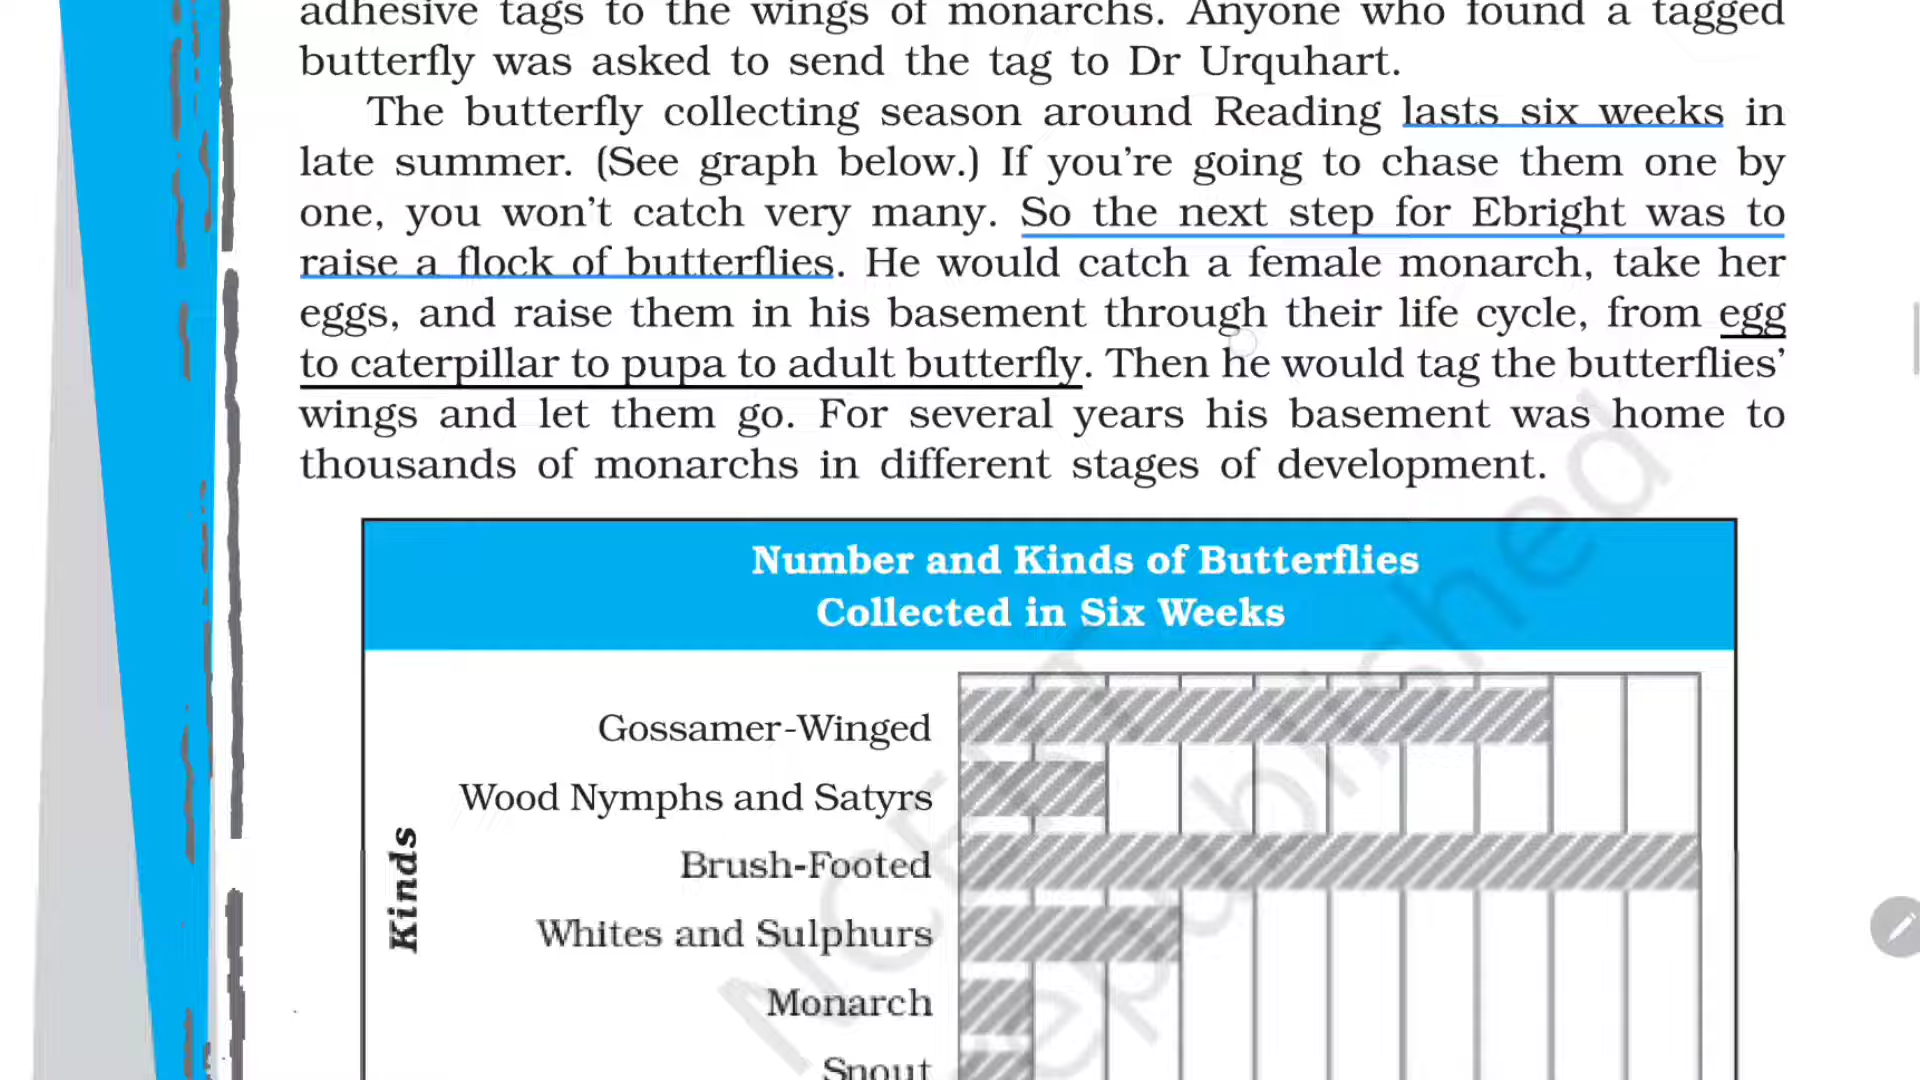 adhesive tags to the wings of monarchs. Anyone who found a tagged
butterfly was asked to send the tag to Dr Urquhart.
The butterfly collecting season around Reading lasts six weeks in
late summer. (See graph below.) If you're going to chase them one by
one, you won't catch very many. So the next step for Ebright was to
raise a flock of butterflies. He would catch a female monarch, take her
eggs, and raise them in his basement through their life cycle, from egg
to caterpillar to pupa to adult butterfly. Then he would tag the butterflies'
wings and let them go. For several years his basement was home to
thousands of monarchs in different stages of development.
Number and Kinds of Butterflies
Collected in Six Weeks
Kinds
Gossamer-Winged
Wood Nymphs and Satyrs
Brush-Footed
Whites and Sulphurs
Monarch
Snout
NCERT
republished